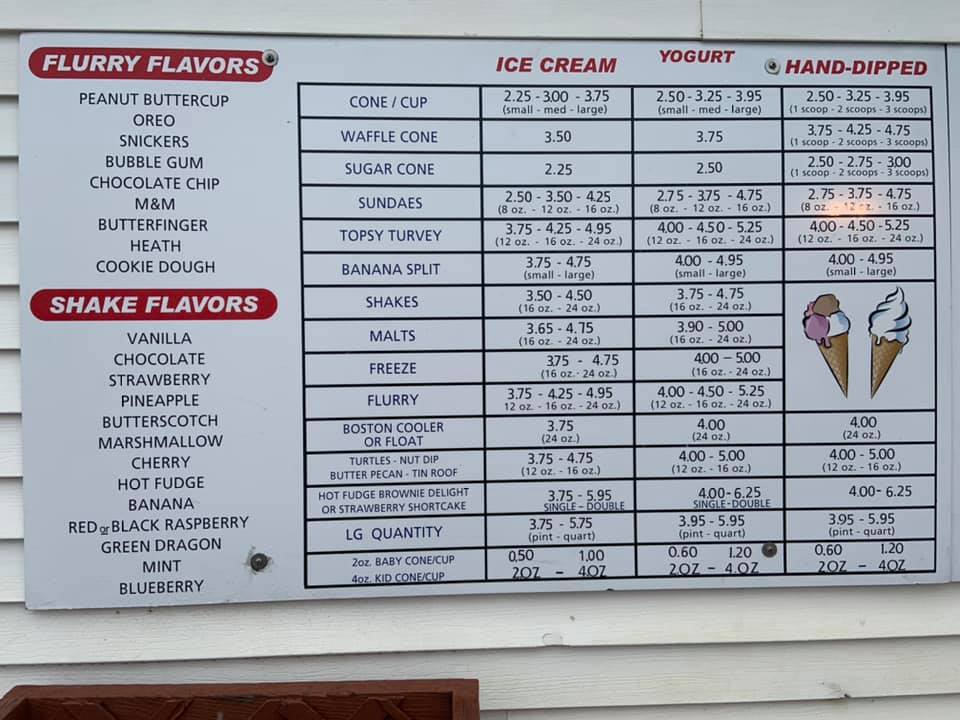 FLURRY FLAVORS
PEANUT BUTTERCUP
OREO
SNICKERS
BUBBLE GUM
CHOCOLATE CHIP
M&M
BUTTERFINGER
HEATH
COOKIE DOUGH
SHAKE FLAVORS
VANILLA
CHOCOLATE
STRAWBERRY
PINEAPPLE
BUTTERSCOTCH
MARSHMALLOW
CHERRY
HOT FUDGE
BANANA
RED or BLACK RASPBERRY
GREEN DRAGON
MINT
BLUEBERRY
ICE CREAM YOGURT HAND-DIPPED
CONE / CUP 2.25 - 3.00 - 3.75 2.50 - 3.25 - 3.95 2.50 - 3.25 - 3.95
(small - med - large) (small - med - large) (1 scoop - 2 scoops - 3 scoops)
WAFFLE CONE 3.50 3.75 3.75 - 4.25 - 4.75
(1 scoop - 2 scoops - 3 scoops)
SUGAR CONE 2.25 2.50 2.50 - 2.75 - 3.00
(1 scoop - 2 scoops - 3 scoops)
SUNDAES 2.50 - 3.50 - 4.25 2.75 - 3.75 - 4.75 2.75 - 3.75 - 4.75
(8 oz. - 12 oz. - 16 oz.) (8 oz. - 12 oz. - 16 oz.) (8 oz. - 12 oz. - 16 oz.)
TOPSY TURVEY 3.75 - 4.25 - 4.95 4.00 - 4.50 - 5.25 4.00 - 4.50 - 5.25
(12 oz. - 16 oz. - 24 oz.) (12 oz. - 16 oz. - 24 oz.) (12 oz. - 16 oz. - 24 oz.)
BANANA SPLIT 3.75 - 4.75 4.00 - 4.95 4.00 - 4.95
(small - large) (small - large) (small - large)
SHAKES 3.50 - 4.50 3.75 - 4.75
(16 oz. - 24 oz.) (16 oz. - 24 oz.)
MALTS 3.65 - 4.75 3.90 - 5.00
(16 oz. - 24 oz.) (16 oz. - 24 oz.)
FREEZE 3.75 - 4.75 4.00 - 5.00
(16 oz. - 24 oz.) (16 oz. - 24 oz.)
FLURRY 3.75 - 4.25 - 4.95 4.00 - 4.50 - 5.25
12 oz. - 16 oz. - 24 oz.) (12 oz. - 16 oz. - 24 oz.)
BOSTON COOLER 3.75 4.00 4.00
OR FLOAT (24 oz.) (24 oz.) (24 oz.)
TURTLES - NUT DIP 3.75 - 4.75 4.00 - 5.00 4.00 - 5.00
BUTTER PECAN - TIN ROOF (12 oz. - 16 oz.) (12 oz. - 16 oz.) (12 oz. - 16 oz.)
HOT FUDGE BROWNIE DELIGHT 3.75 - 5.95 4.00 - 6.25 4.00 - 6.25
OR STRAWBERRY SHORTCAKE SINGLE - DOUBLE SINGLE - DOUBLE
LG QUANTITY 3.75 - 5.75 3.95 - 5.95 3.95 - 5.95
(pint - quart) (pint - quart) (pint - quart)
2oz. BABY CONE/CUP 0.50 1.00 0.60 1.20 0.60 1.20
4oz. KID CONE/CUP 2OZ - 4OZ 2OZ - 4.OZ 2OZ - 4OZ